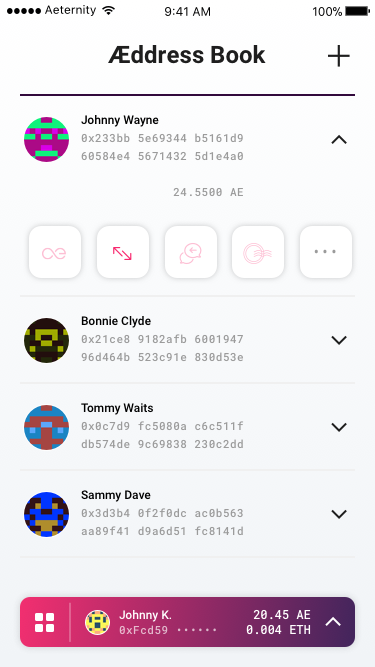 ●●●●● Aeternity 9:41 AM 100%
Æddress Book
Johnny Wayne
0x233bb 5e69344 b5161d9
60584e4 5671432 5d1e4a0
24.5500 AE
Bonnie Clyde
0x21ce8 9182afb 6001947
96d464b 523c91e 830d53e
Tommy Waits
0x0c7d9 fc5080a c6c511f
db574de 9c69838 230c2dd
Sammy Dave
0x3d3b4 0f2f0dc ac0b563
aa89f41 d9a6d51 fc8141d
Johnny K. 20.45 AE
0xFcd59 •••••• 0.004 ETH